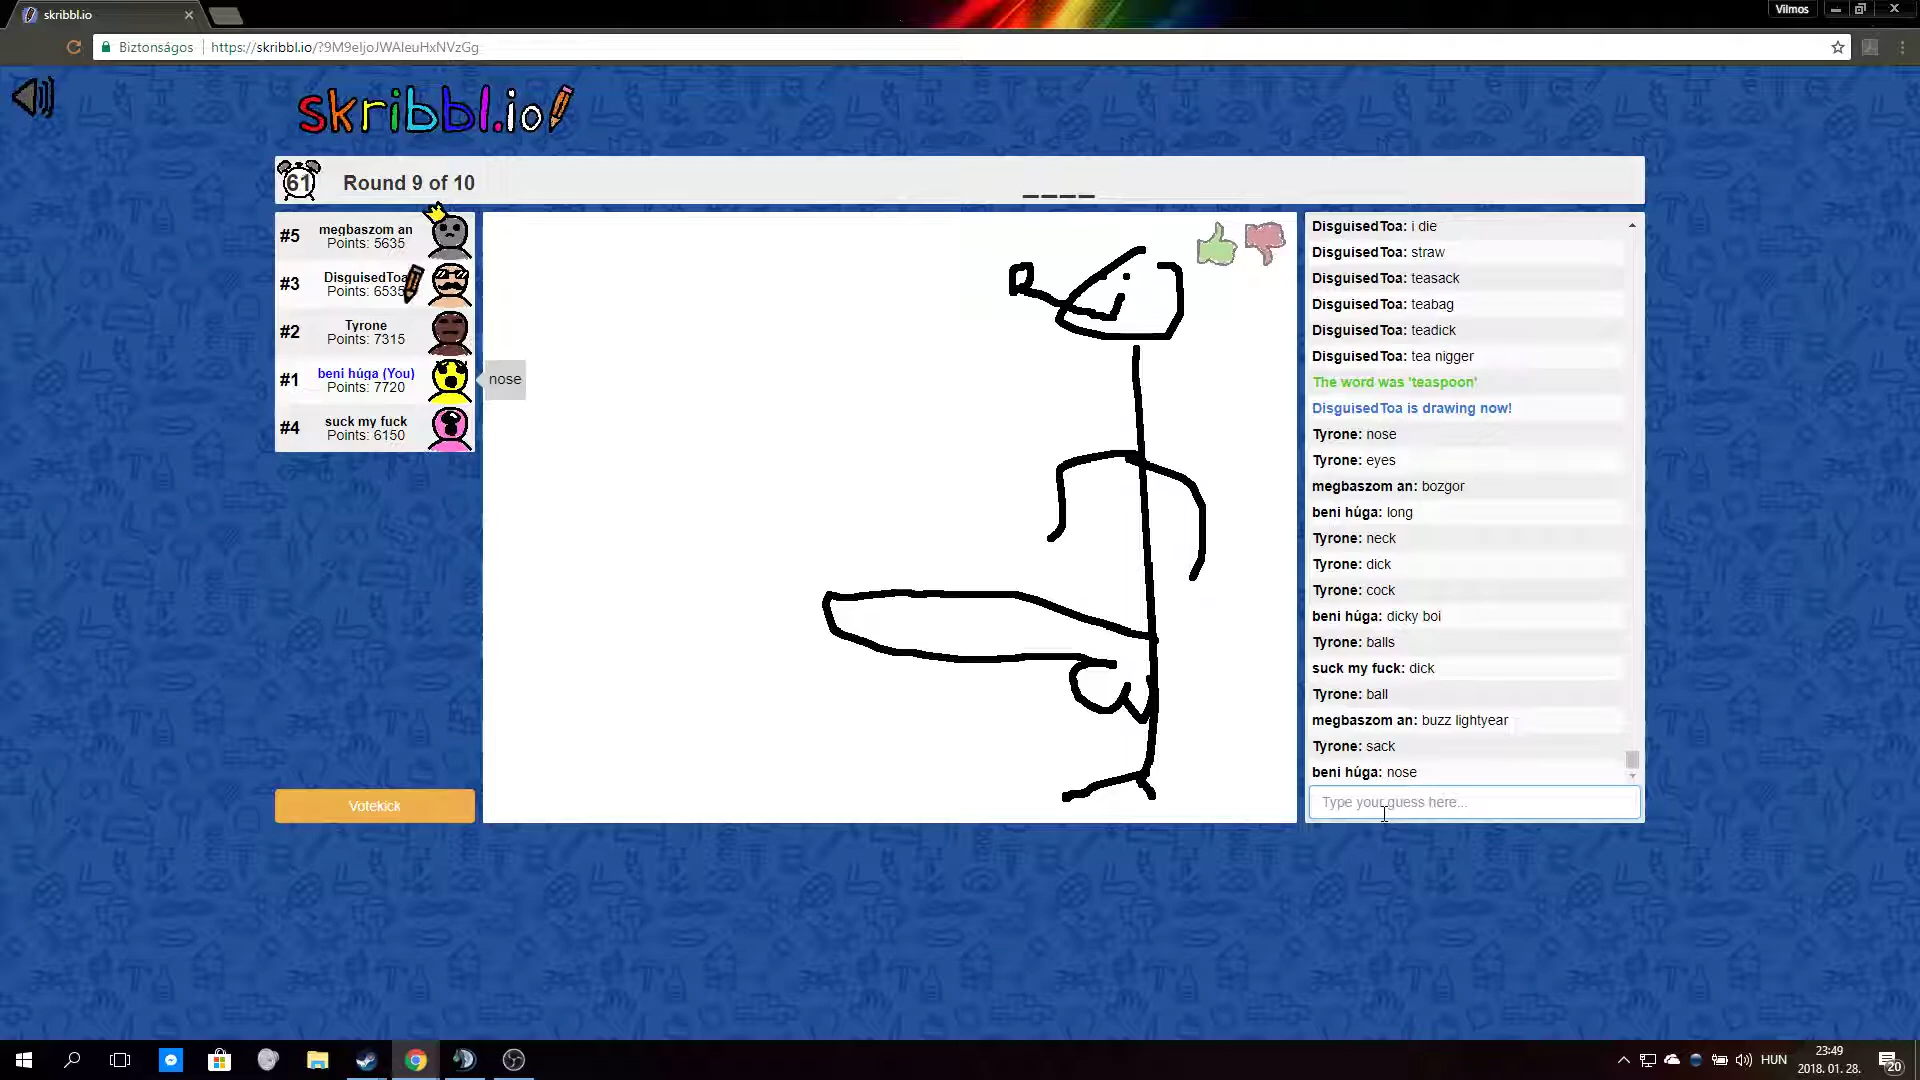 skribbl.io
Vilmos
Biztonságos
https://skribbl.io/?9M9eljoJWAleuHxNVzGg
skribbl.io
61
Round 9 of 10
____
#5
megbaszom an
Points: 5635
#3
DisguisedToa
Points: 6535
#2
Tyrone
Points: 7315
#1
beni húga (You)
Points: 7720
nose
#4
suck my fuck
Points: 6150
Votekick
DisguisedToa: i die
DisguisedToa: straw
DisguisedToa: teasack
DisguisedToa: teabag
DisguisedToa: teadick
DisguisedToa: tea nigger
The word was 'teaspoon'
DisguisedToa is drawing now!
Tyrone: nose
Tyrone: eyes
megbaszom an: bozgor
beni húga: long
Tyrone: neck
Tyrone: dick
Tyrone: cock
beni húga: dicky boi
Tyrone: balls
suck my fuck: dick
Tyrone: ball
megbaszom an: buzz lightyear
Tyrone: sack
beni húga: nose
Type your guess here...
HUN
23:49
2018. 01. 28.
20